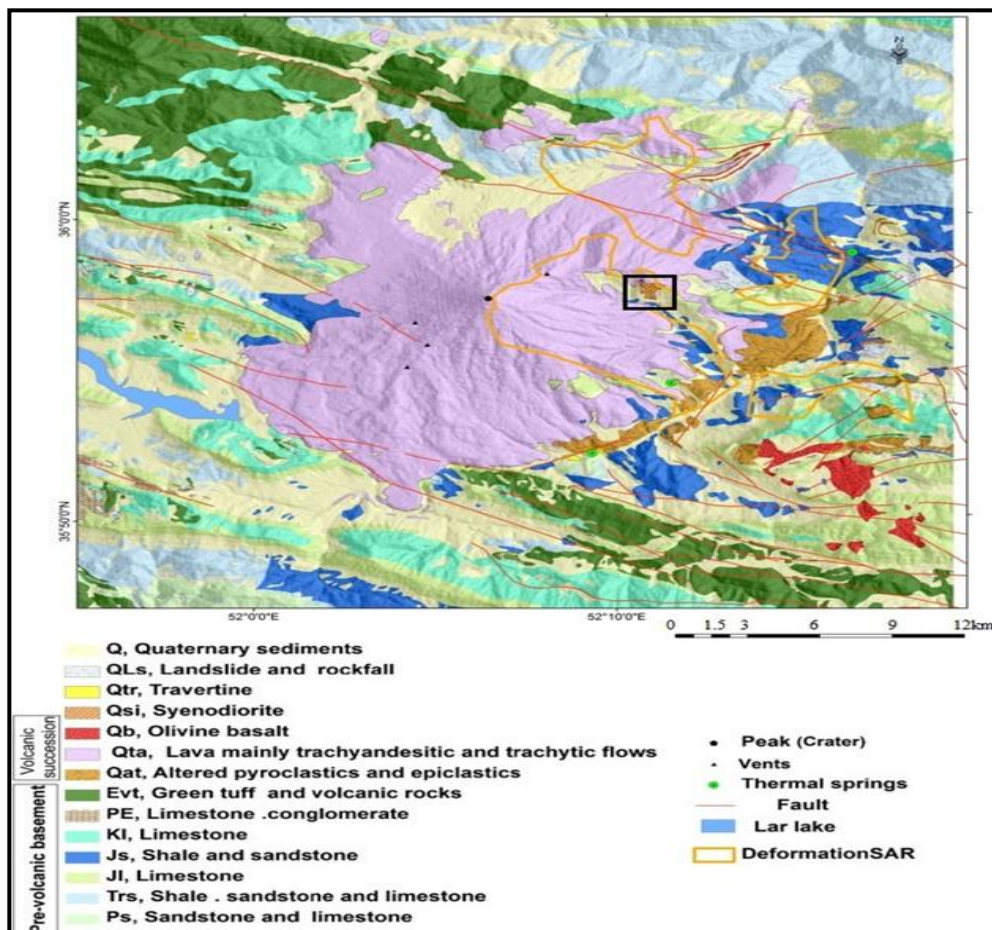 Zor
36°0'0"N
35°50'0"N
52°0'0"E
52°10'0"E
0 1.5 3 6 9 12km
Q, Quaternary sediments
QLs, Landslide and rockfall
Qtr, Travertine
Qsi, Syenodiorite
Qb, Olivine basalt
Qta, Lava mainly trachyandesitic and trachytic flows
Qat, Altered pyroclastics and epiclastics
Evt, Green tuff and volcanic rocks
PE, Limestone .conglomerate
Kl, Limestone
Js, Shale and sandstone
Jl, Limestone
Trs, Shale . sandstone and limestone
Ps, Sandstone and limestone
Volcanic
succession
Pre-volcanic basement
Peak (Crater)
Vents
Thermal springs
Fault
Lar lake
DeformationSAR